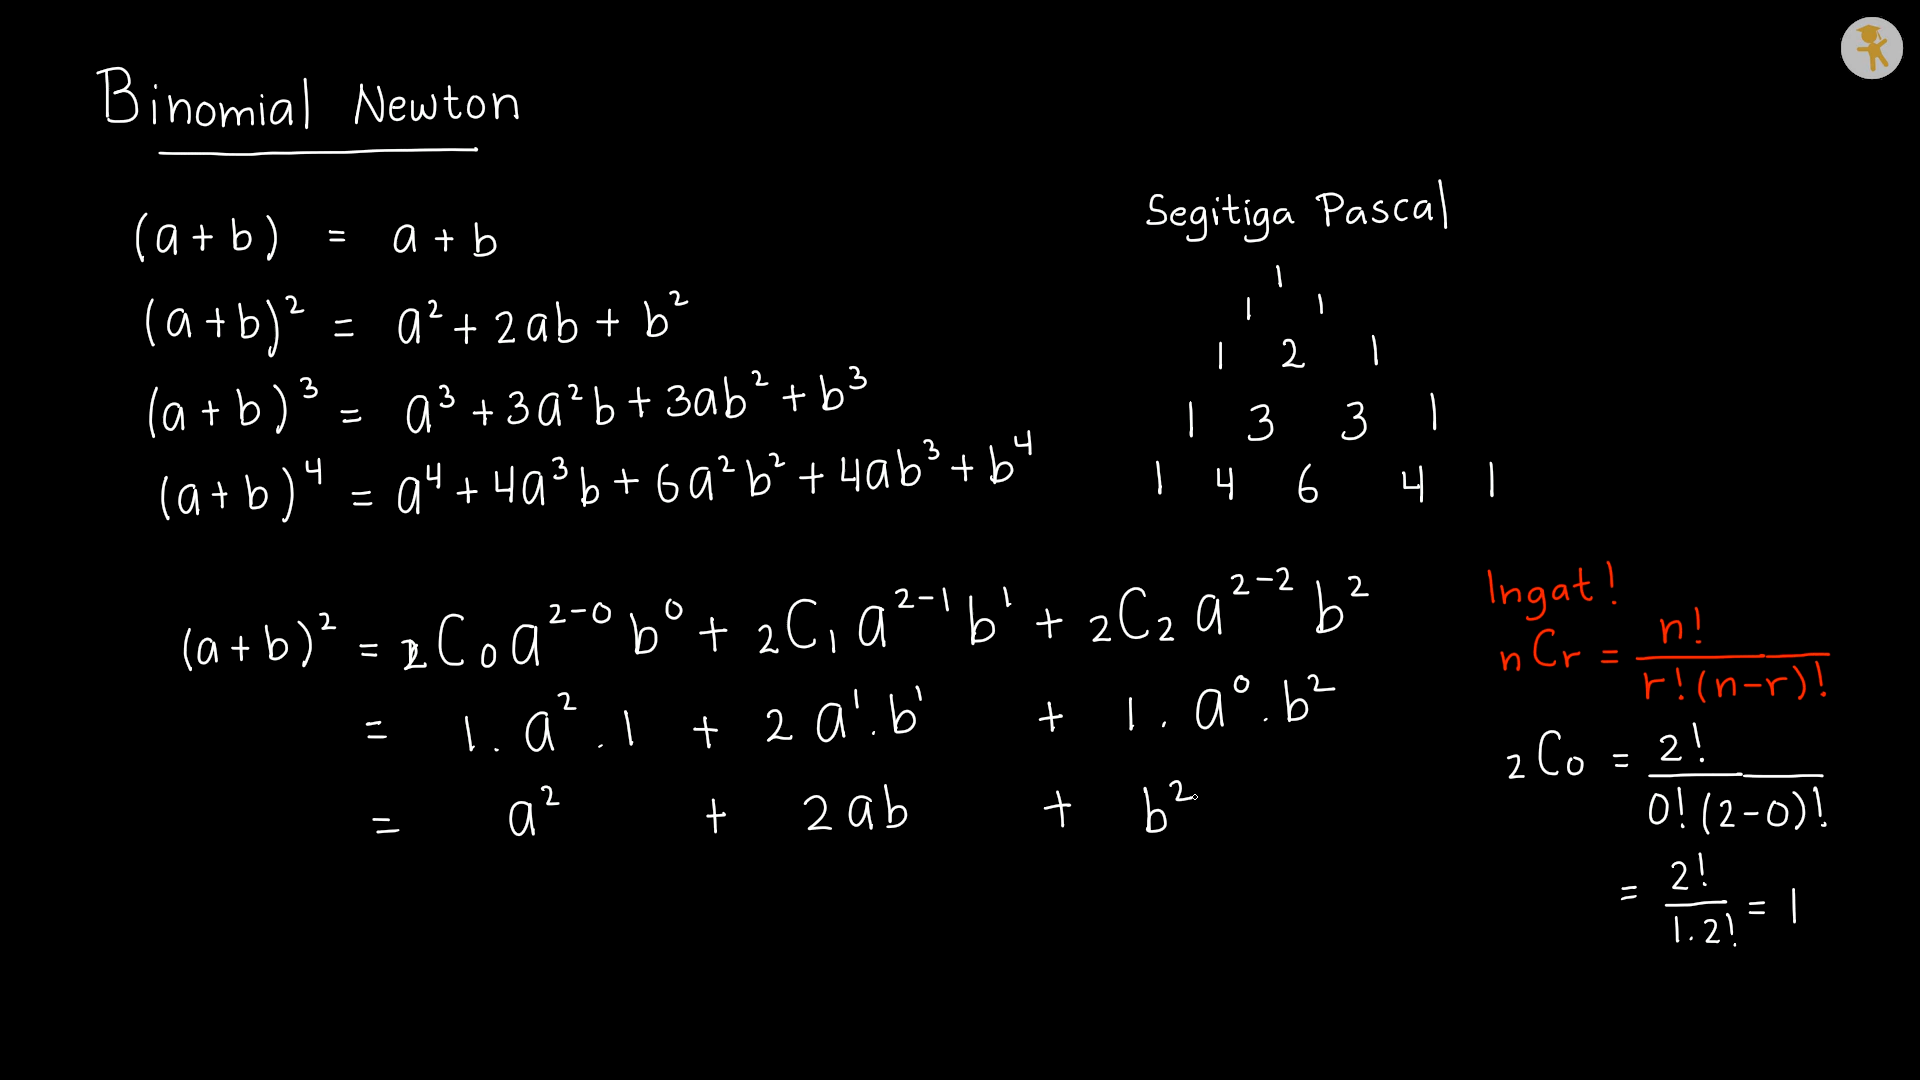 Binomial Newton
(a+b) = a+b
(a+b)² = a² + 2ab + b²
(a+b)³ = a³ + 3a²b + 3ab² + b³
(a+b)⁴ = a⁴ + 4a³b + 6a²b² + 4ab³ + b⁴
Segitiga Pascal
1
1 1
1 2 1
1 3 3 1
1 4 6 4 1
(a+b)² = ₂C₀ a²⁻⁰ b⁰ + ₂C₁ a²⁻¹ b¹ + ₂C₂ a²⁻² b²
= 1 . a² . 1 + 2 a¹ . b¹ + 1 . a⁰ . b²
= a² + 2ab + b²
Ingat !
nCr = n! / r!(n-r)!
₂C₀ = 2! / 0!(2-0)!
= 2! / 1.2! = 1